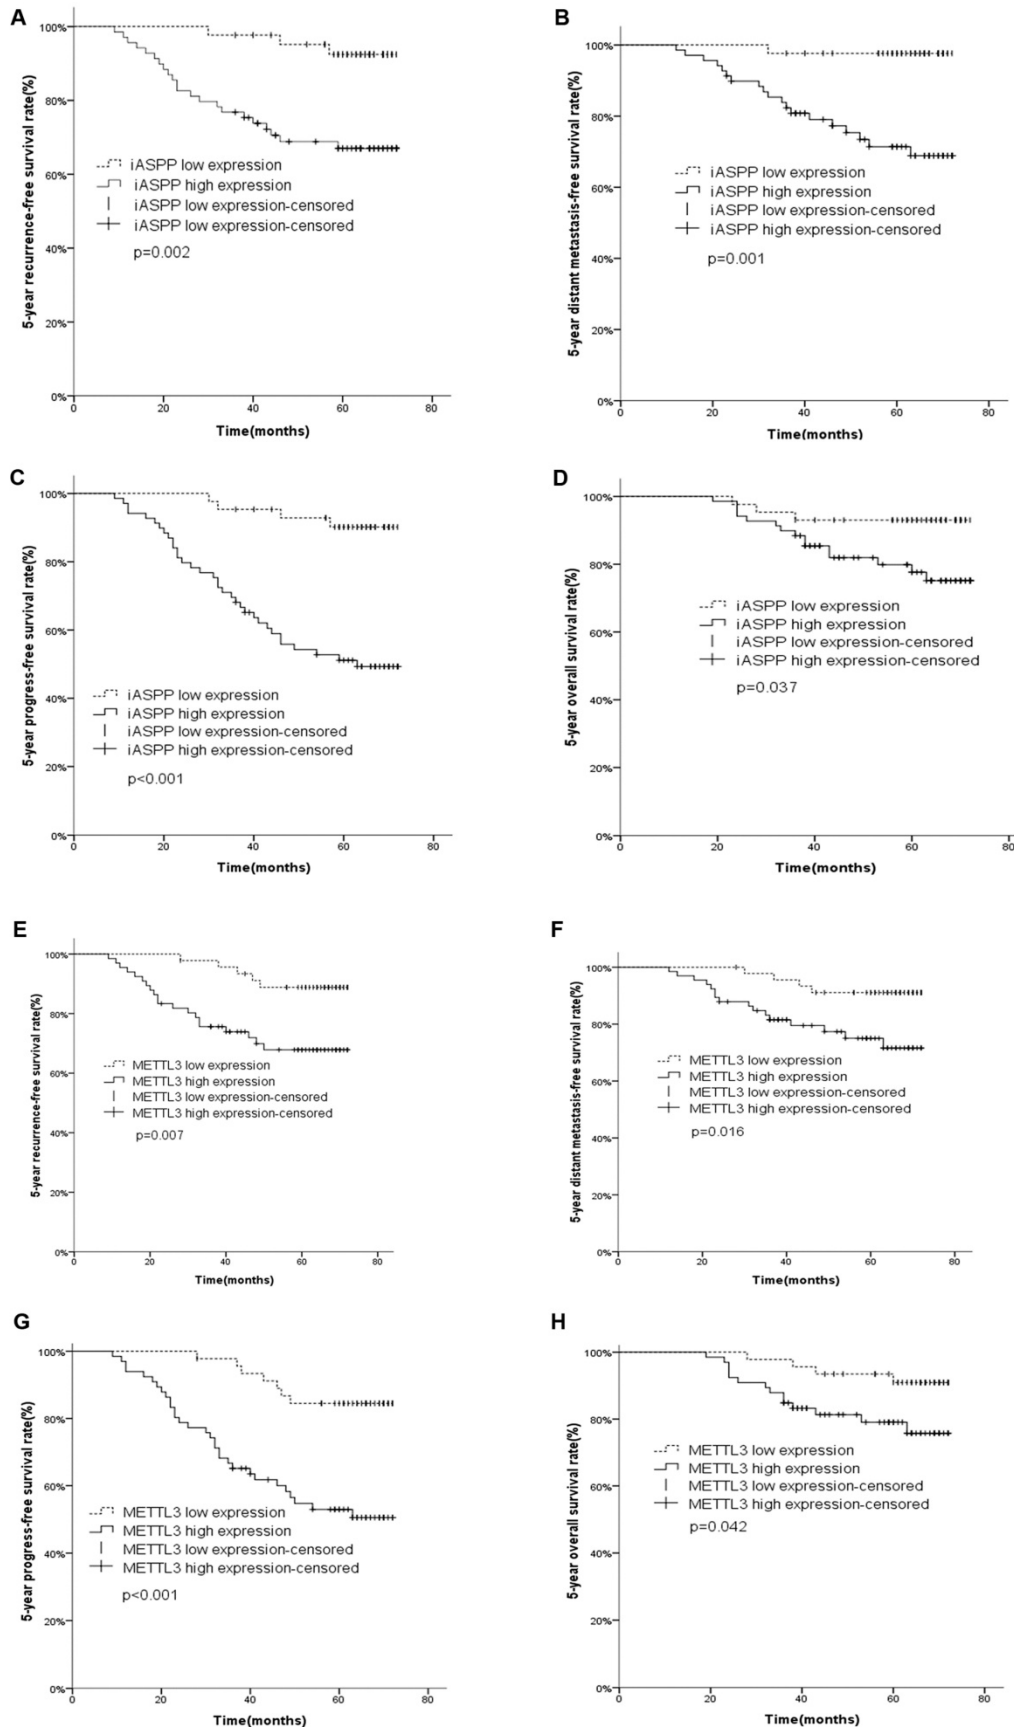 A
5-year recurrence-free survival rate(%)
100%
80%
60%
40%
20%
0%
iASPP low expression
iASPP high expression
iASPP low expression-censored
iASPP low expression-censored
p=0.002
0 20 40 60 80
Time(months)
B
5-year distant metastasis-free survival rate(%)
100%
80%
60%
40%
20%
0%
iASPP low expression
iASPP high expression
iASPP low expression-censored
iASPP high expression-censored
p=0.001
0 20 40 60 80
Time(months)
C
5-year progress-free survival rate(%)
100%
80%
60%
40%
20%
0%
iASPP low expression
iASPP high expression
iASPP low expression-censored
iASPP high expression-censored
p<0.001
0 20 40 60 80
Time(months)
D
5-year overall survival rate(%)
100%
80%
60%
40%
20%
0%
iASPP low expression
iASPP high expression
iASPP low expression-censored
iASPP high expression-censored
p=0.037
0 20 40 60 80
Time(months)
E
5-year recurrence-free survival rate(%)
100%
80%
60%
40%
20%
0%
METTL3 low expression
METTL3 high expression
METTL3 low expression-censored
METTL3 high expression-censored
p=0.007
0 20 40 60 80
Time(months)
F
5-year distant metastasis-free survival rate(%)
100%
80%
60%
40%
20%
0%
METTL3 low expression
METTL3 high expression
METTL3 low expression-censored
METTL3 high expression-censored
p=0.016
0 20 40 60 80
Time(months)
G
5-year progress-free survival rate(%)
100%
80%
60%
40%
20%
0%
METTL3 low expression
METTL3 high expression
METTL3 low expression-censored
METTL3 high expression-censored
p<0.001
0 20 40 60 80
Time(months)
H
5-year overall survival rate(%)
100%
80%
60%
40%
20%
0%
METTL3 low expression
METTL3 high expression
METTL3 low expression-censored
METTL3 high expression-censored
p=0.042
0 20 40 60 80
Time(months)